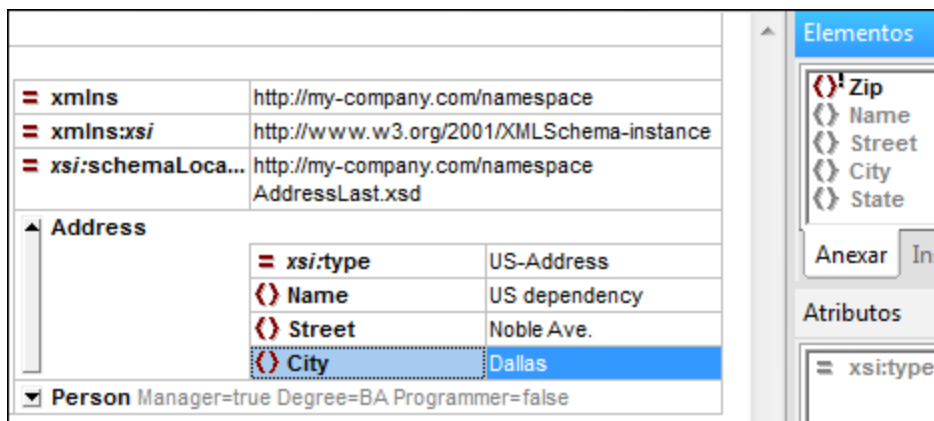 xmlns http://my-company.com/namespace
xmlns:xsi http://www.w3.org/2001/XMLSchema-instance
xsi:schemaLoca... http://my-company.com/namespace
AddressLast.xsd
Address
xsi:type US-Address
Name US dependency
Street Noble Ave.
City Dallas
Person Manager=true Degree=BA Programmer=false
Elementos
Zip
Name
Street
City
State
Anexar In
Atributos
xsi:type